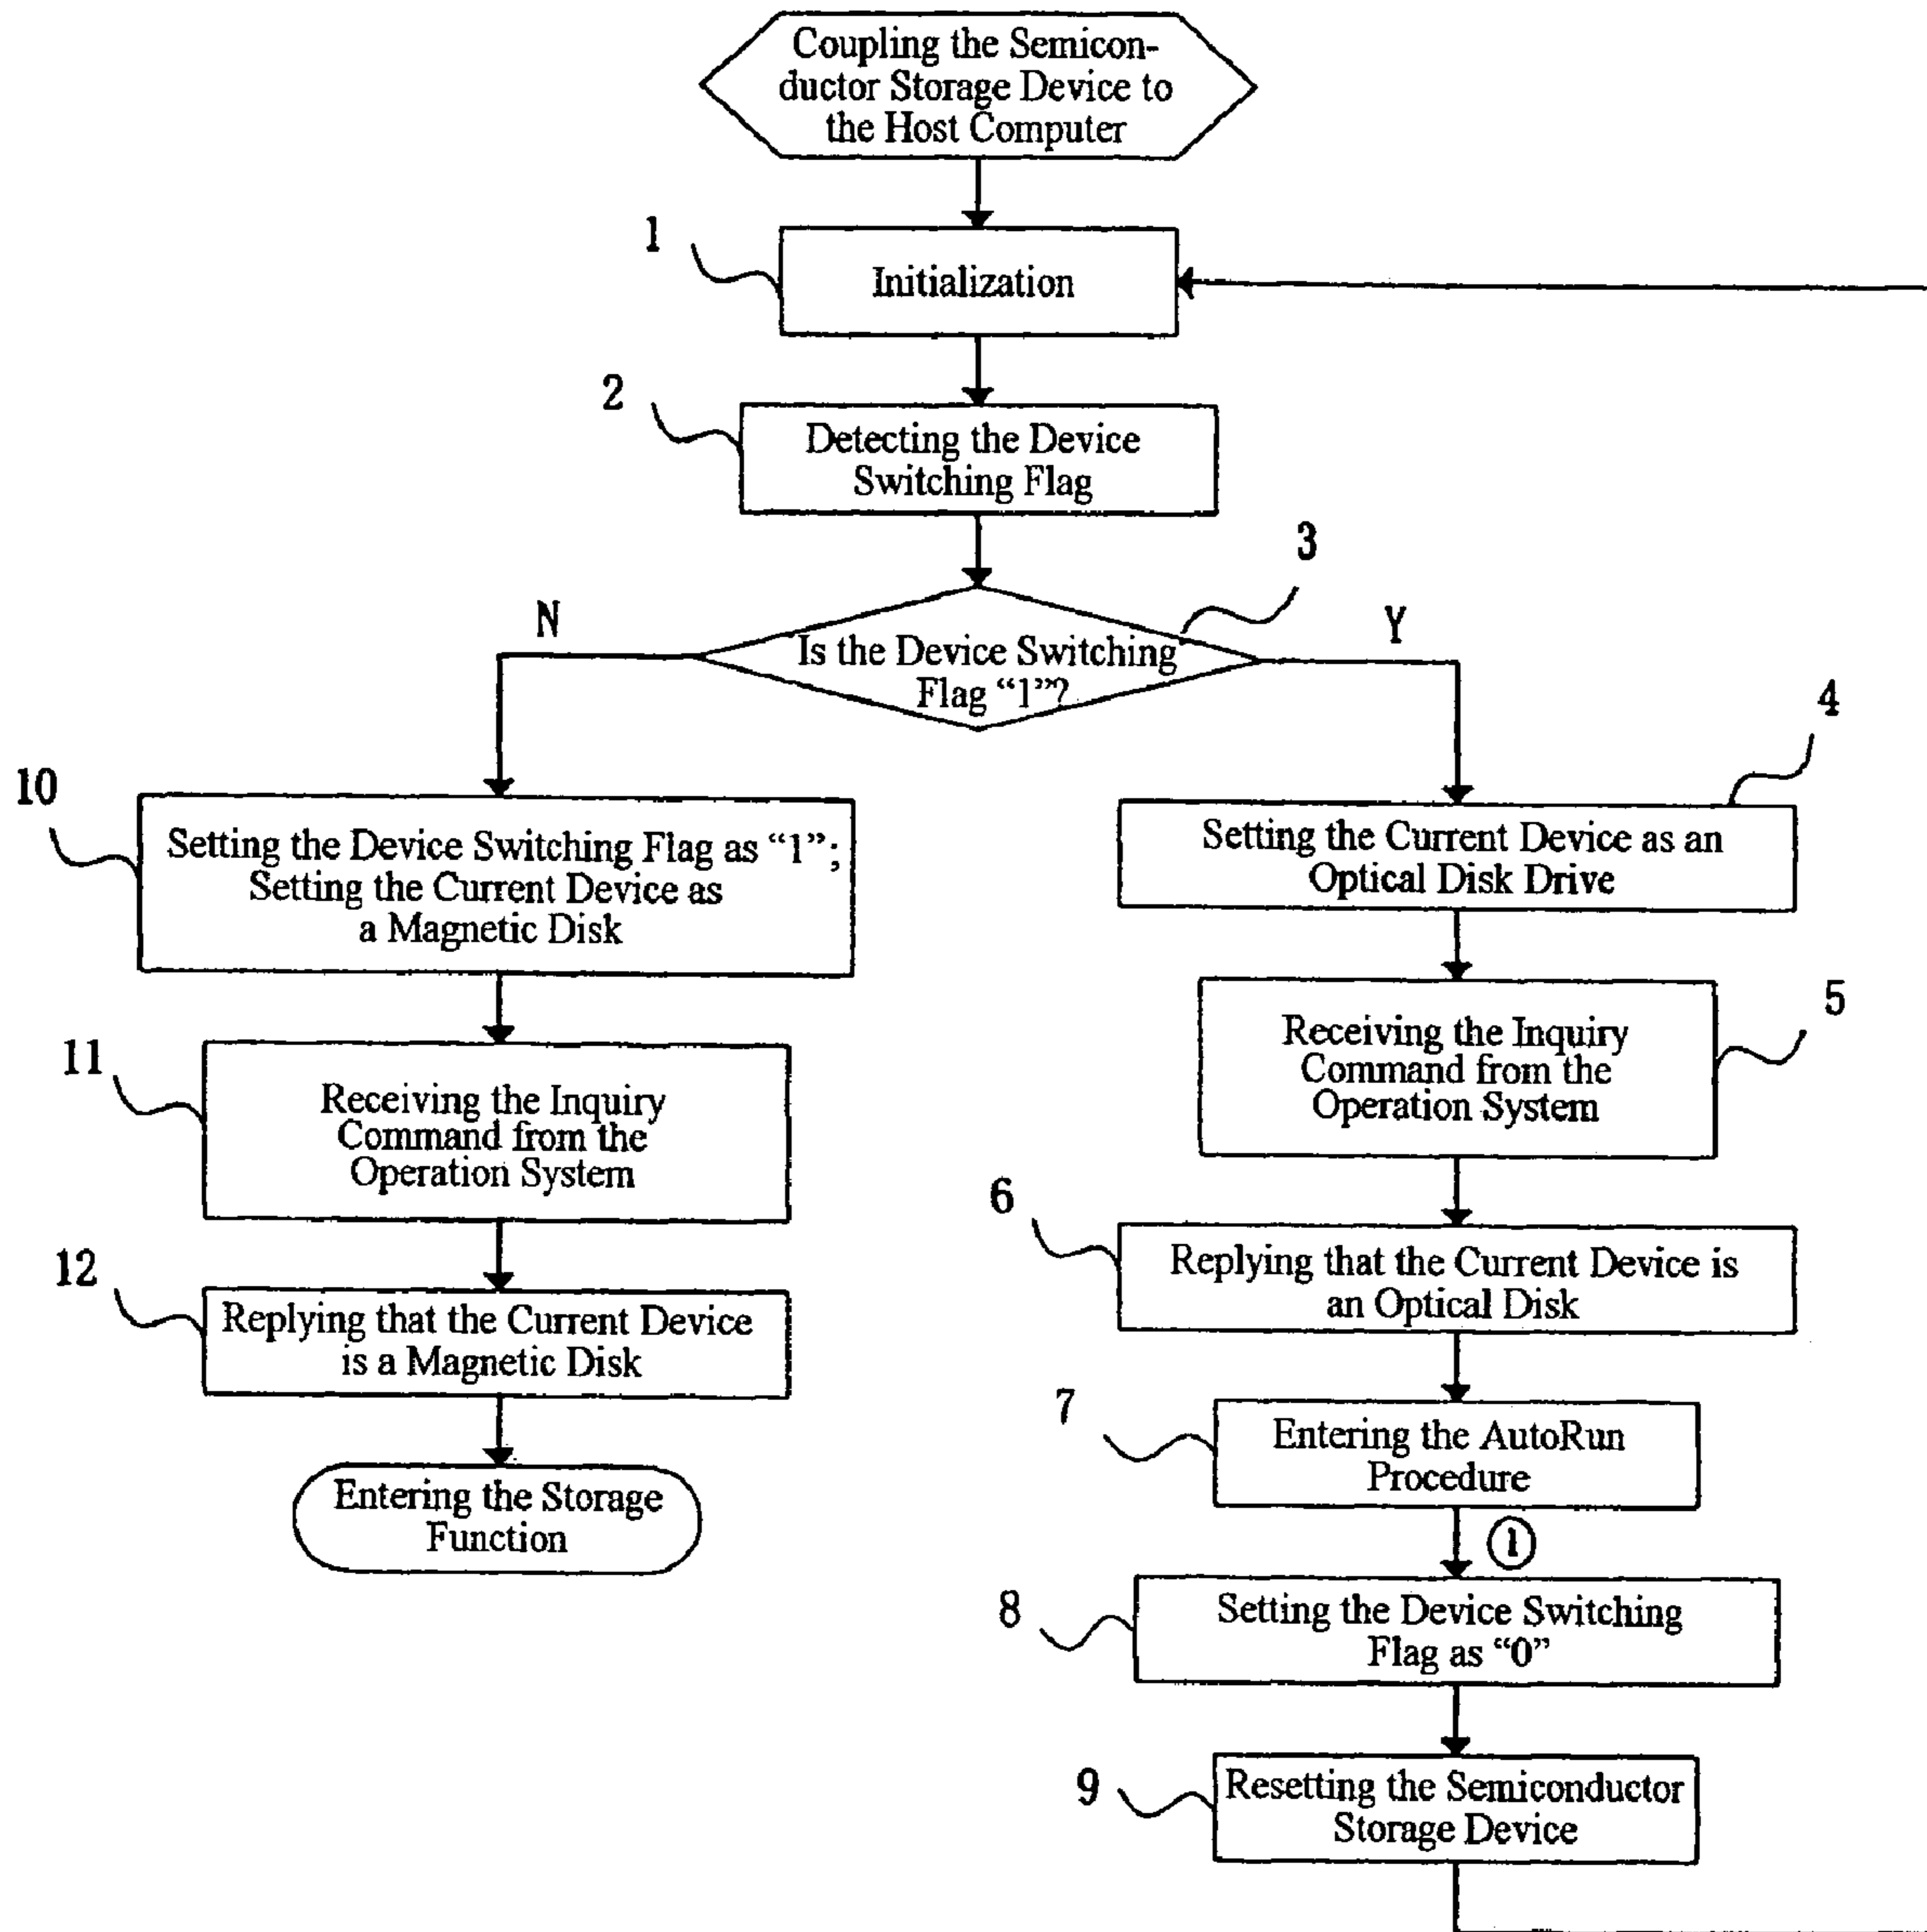 Coupling the Semicon-
ductor Storage Device to
the Host Computer
1
Initialization
2
Detecting the Device
Switching Flag
3
N
Y
Is the Device Switching
Flag “1”?
4
10
Setting the Device Switching Flag as “1”;
Setting the Current Device as
a Magnetic Disk
Setting the Current Device as an
Optical Disk Drive
5
11
Receiving the Inquiry
Command from the
Operation System
Receiving the Inquiry
Command from the
Operation System
6
12
Replying that the Current Device
is a Magnetic Disk
Replying that the Current Device is
an Optical Disk
7
Entering the AutoRun
Procedure
Entering the Storage
Function
1
8
Setting the Device Switching
Flag as “0”
9
Resetting the Semiconductor
Storage Device